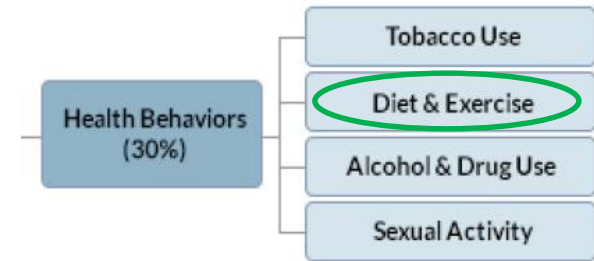 Health Behaviors
(30%)
Tobacco Use
Diet & Exercise
Alcohol & Drug Use
Sexual Activity